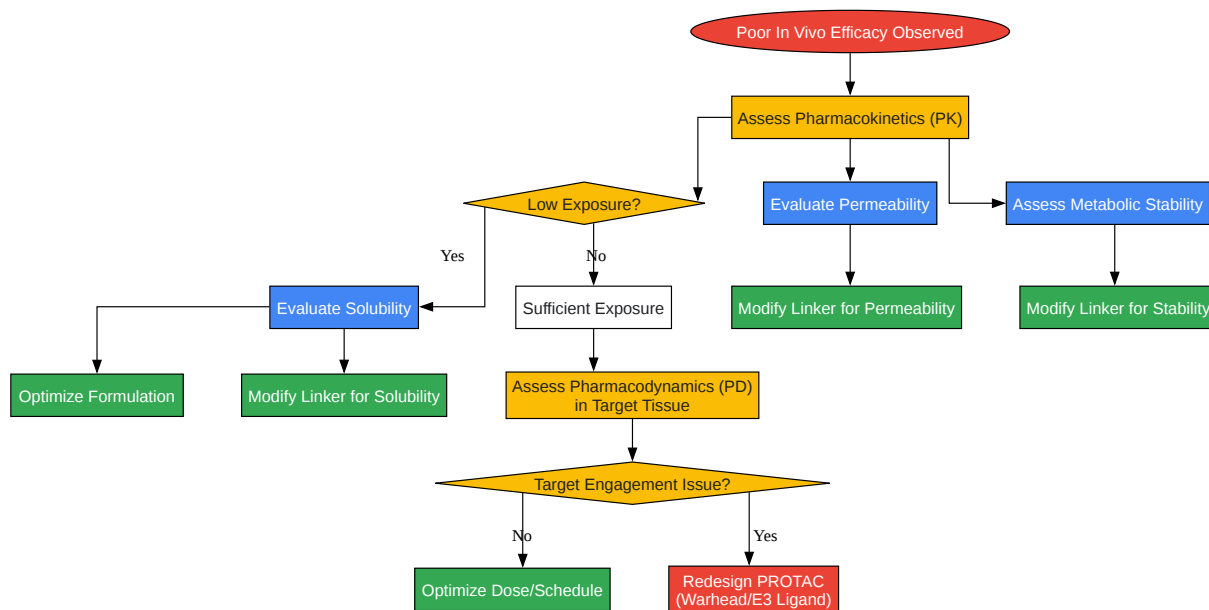 Poor In Vivo Efficacy Observed
Assess Pharmacokinetics (PK)
Low Exposure?
Evaluate Permeability
Assess Metabolic Stability
Yes
No
Evaluate Solubility
Sufficient Exposure
Modify Linker for Permeability
Modify Linker for Stability
Optimize Formulation
Modify Linker for Solubility
Assess Pharmacodynamics (PD)
in Target Tissue
Target Engagement Issue?
No
Yes
Optimize Dose/Schedule
Redesign PROTAC
(Warhead/E3 Ligand)